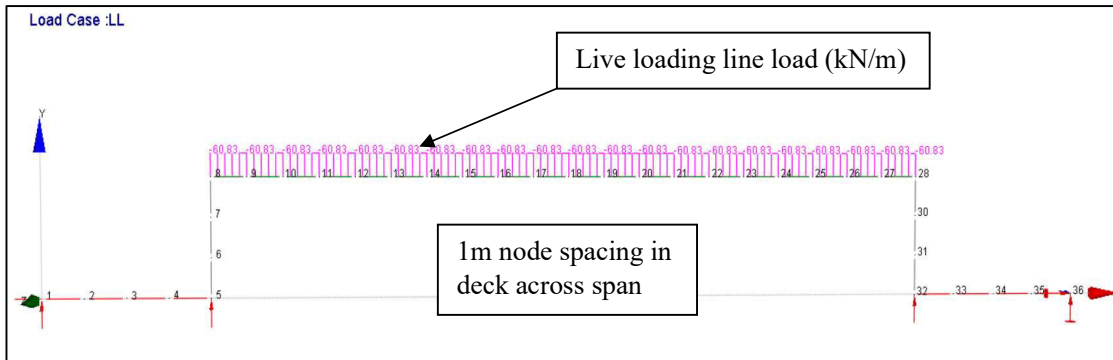 Load Case :LL
Live loading line load (kN/m)
Y
-60.83 -60.83 -60.83 -60.83 -60.83 -60.83 -60.83 -60.83 -60.83 -60.83 -60.83 -60.83 -60.83 -60.83 -60.83 -60.83 -60.83 -60.83 -60.83 -60.83 -60.83
8 9 10 11 12 13 14 15 16 17 18 19 20 21 22 23 24 25 26 27 28
7 30
6 31
1m node spacing in
deck across span
1 2 3 4 5 32 33 34 35 36